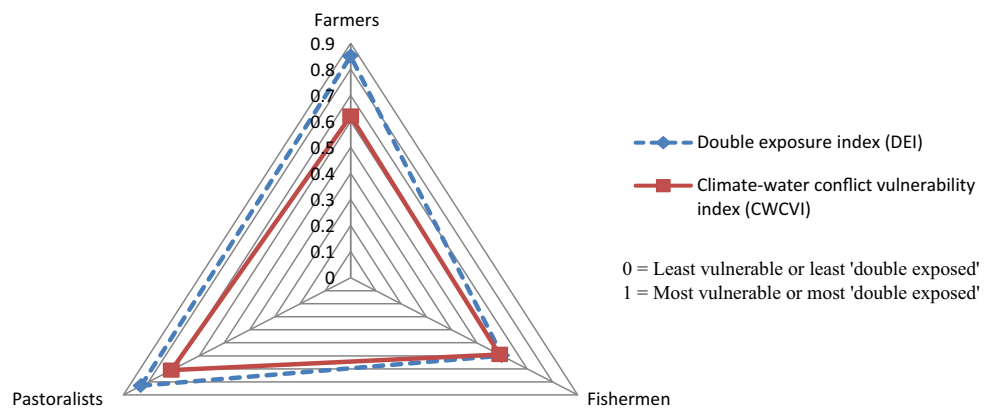 Farmers
0.9
0.8
0.7
0.6
0.5
0.4
0.3
0.2
0.1
0
Pastoralists
Fishermen
Double exposure index (DEI)
Climate-water conflict vulnerability
index (CWCVI)
0 = Least vulnerable or least 'double exposed'
1 = Most vulnerable or most 'double exposed'